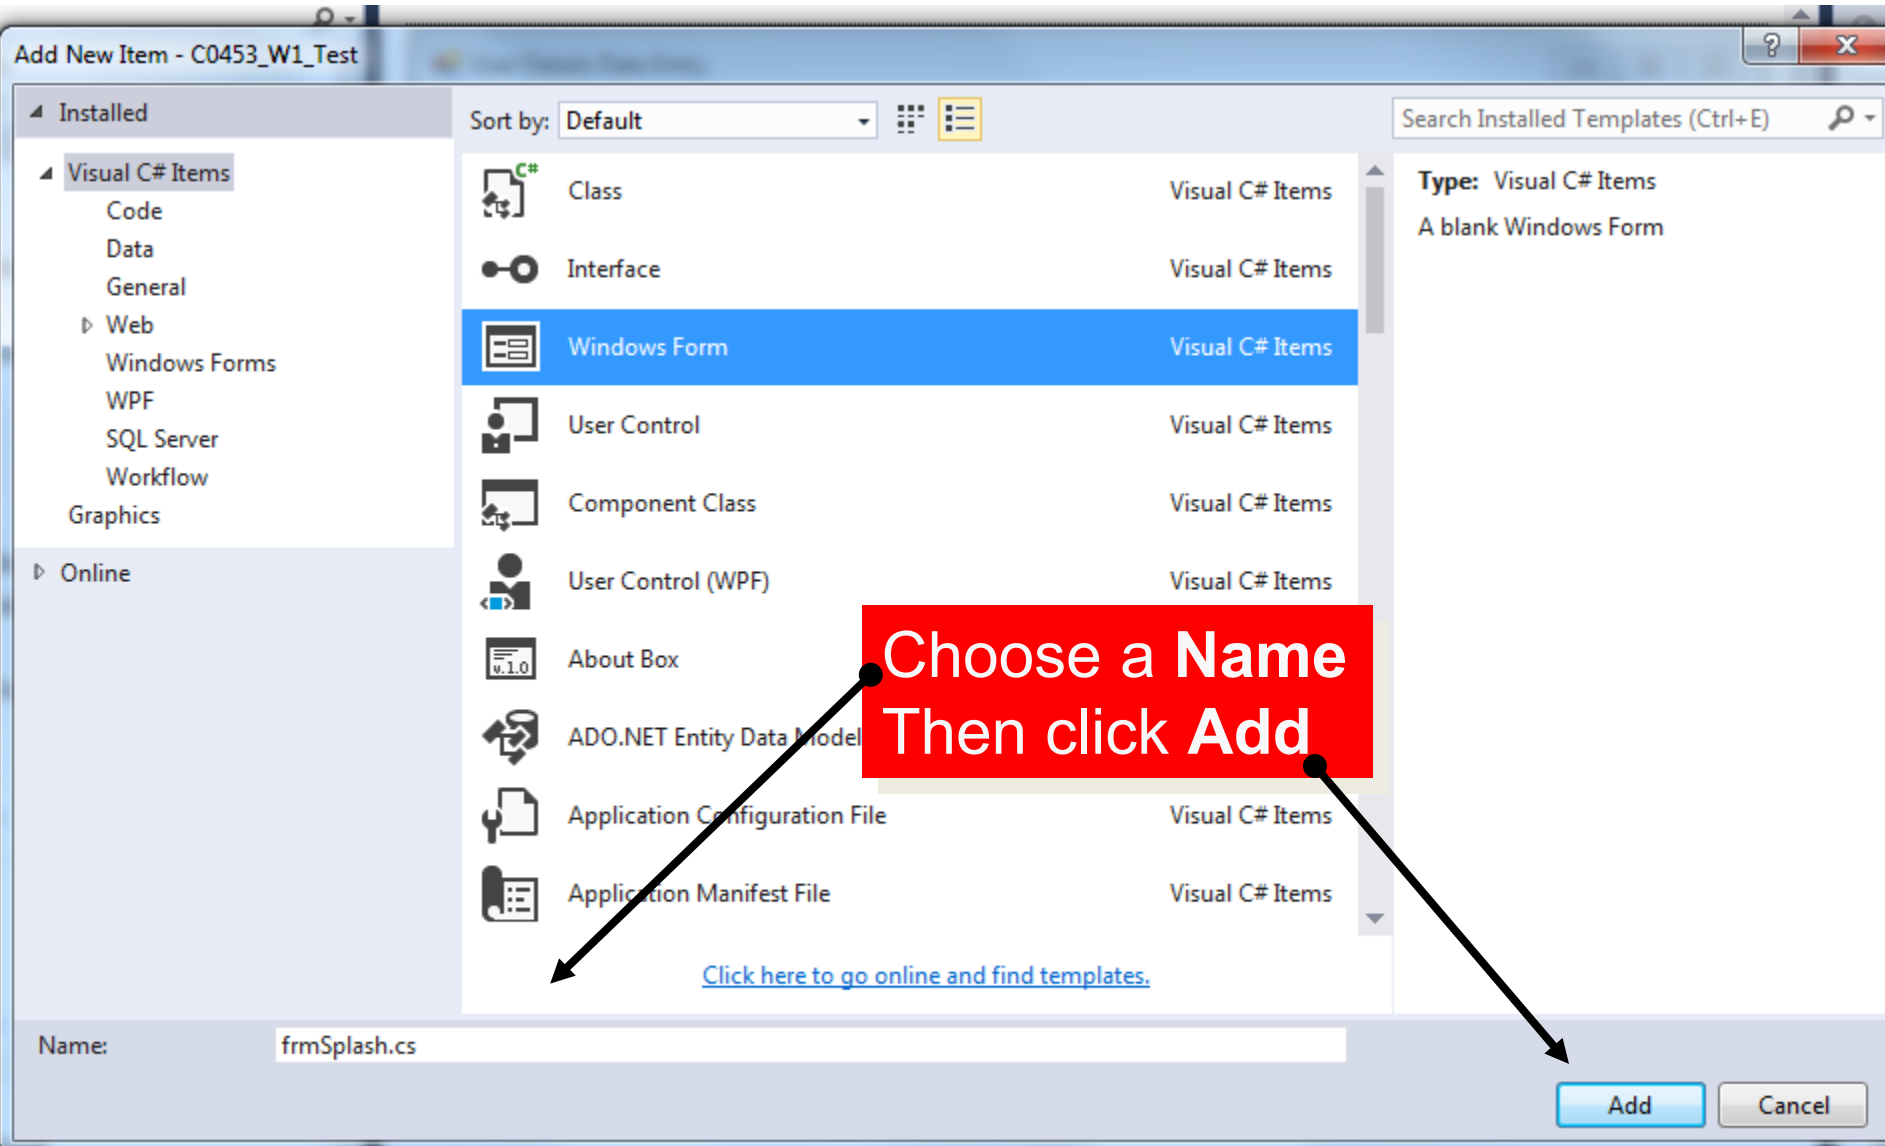 Add New Item - C0453_W1_Test
Installed
Sort by: Default
Search Installed Templates (Ctrl+E)
Visual C# Items
Code
Data
General
Web
Windows Forms
WPF
SQL Server
Workflow
Graphics
Online
C#
Class Visual C# Items
Interface Visual C# Items
Windows Form Visual C# Items
User Control Visual C# Items
Component Class Visual C# Items
User Control (WPF) Visual C# Items
v.1.0
About Box
ADO.NET Entity Data Model
Application Configuration File Visual C# Items
Application Manifest File Visual C# Items
Click here to go online and find templates.
Type: Visual C# Items
A blank Windows Form
Choose a Name
Then click Add
Name: frmSplash.cs
Add Cancel